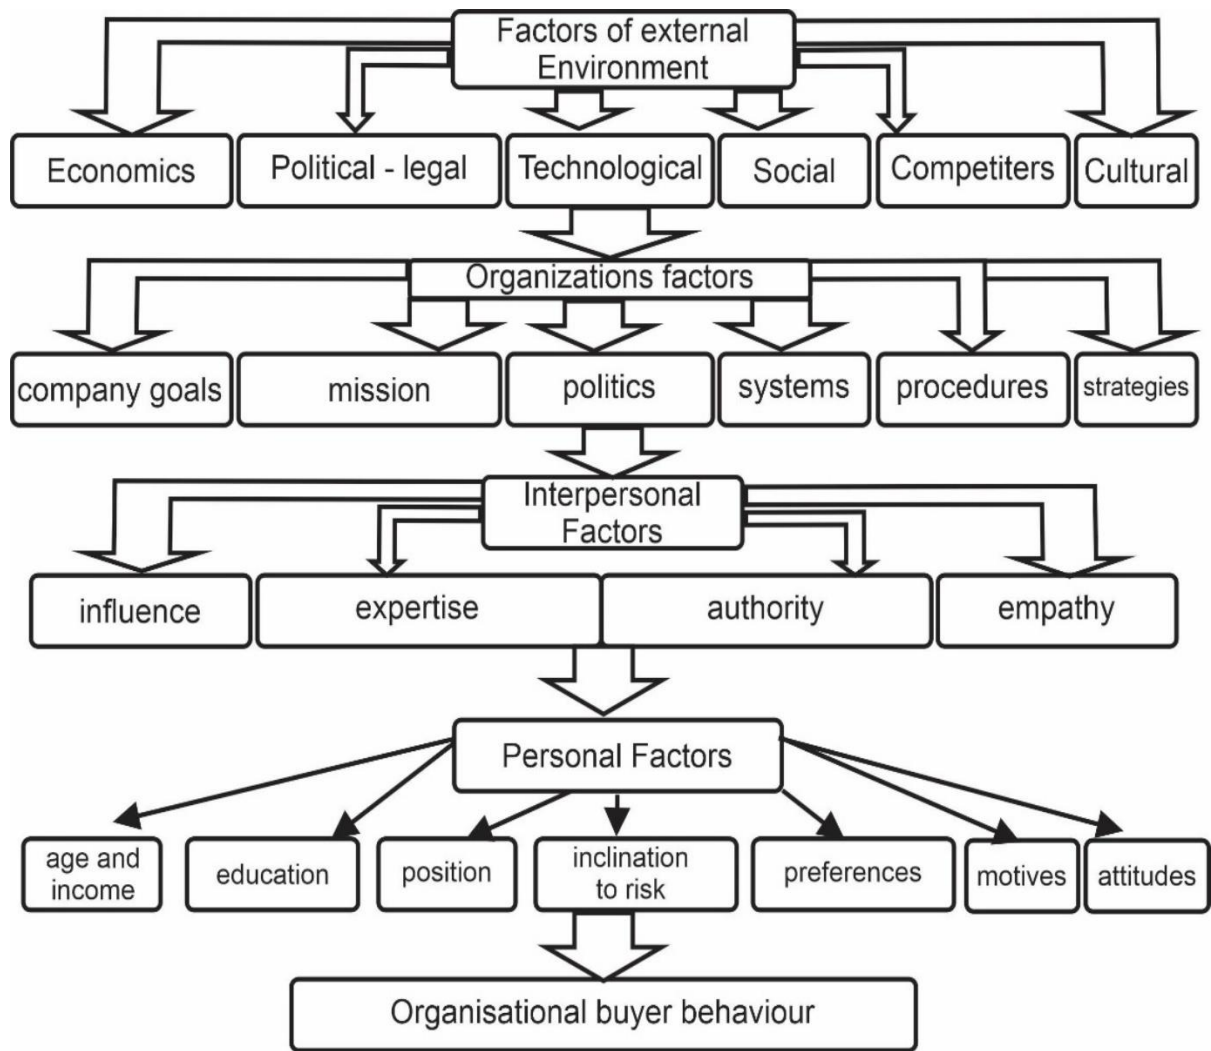 Factors of external
Environment
Economics
Political - legal
Technological
Social
Competiters
Cultural
Organizations factors
company goals
mission
politics
systems
procedures
strategies
Interpersonal
Factors
influence
expertise
authority
empathy
Personal Factors
age and
income
education
position
inclination
to risk
preferences
motives
attitudes
Organisational buyer behaviour